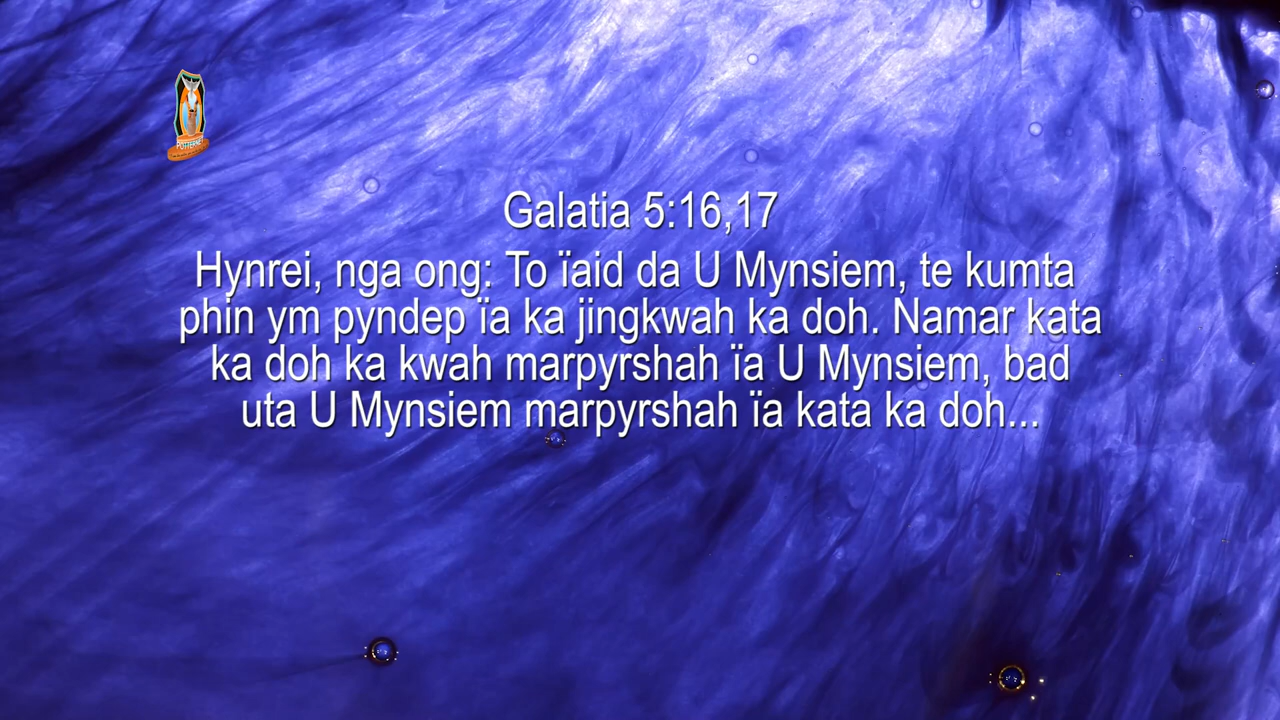 POTTERNET
Galatia 5:16,17
Hynrei, nga ong: To ïaid da U Mynsiem, te kumta
phin ym pyndep ïa ka jingkwah ka doh. Namar kata
ka doh ka kwah marpyrshah ïa U Mynsiem, bad
uta U Mynsiem marpyrshah ïa kata ka doh...